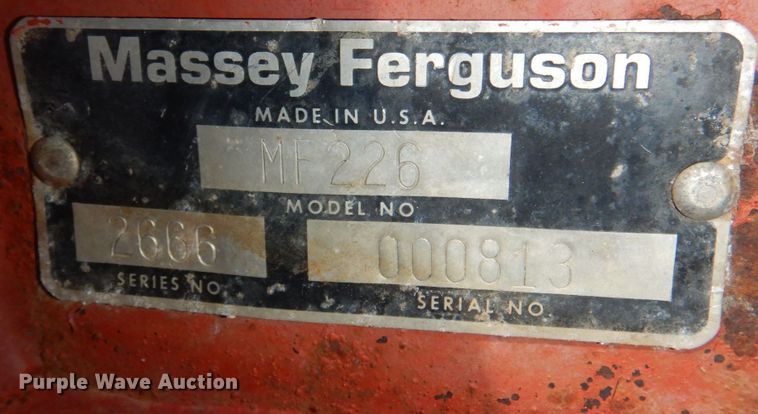 Massey Ferguson
MADE IN U.S.A.
MF 226
MODEL NO
2666 000813
SERIES NO. SERIAL NO.
Purple Wave Auction